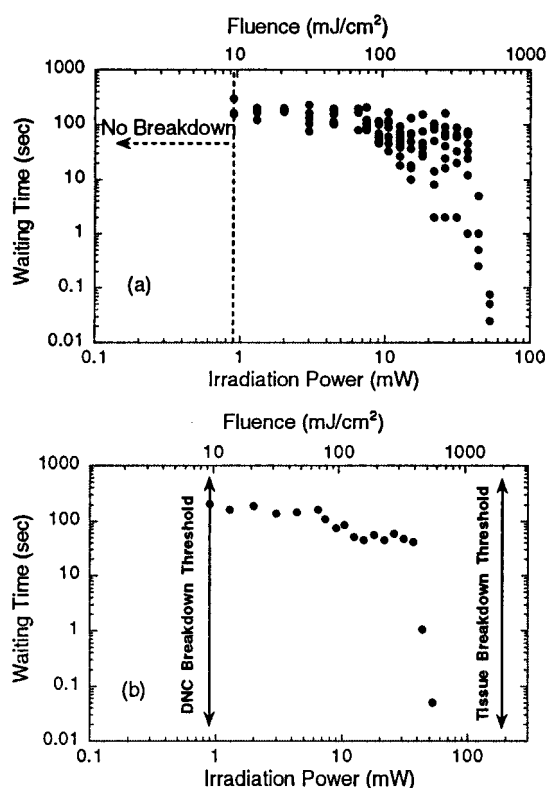 Fluence (mJ/cm²)
10 100 1000
1000
100
10
1
0.1
0.01
Waiting Time (sec)
No Breakdown
(a)
0.1 1 10 100
Irradiation Power (mW)
Fluence (mJ/cm²)
10 100 1000
1000
100
10
1
0.1
0.01
Waiting Time (sec)
DNC Breakdown Threshold
Tissue Breakdown Threshold
(b)
0.1 1 10 100
Irradiation Power (mW)